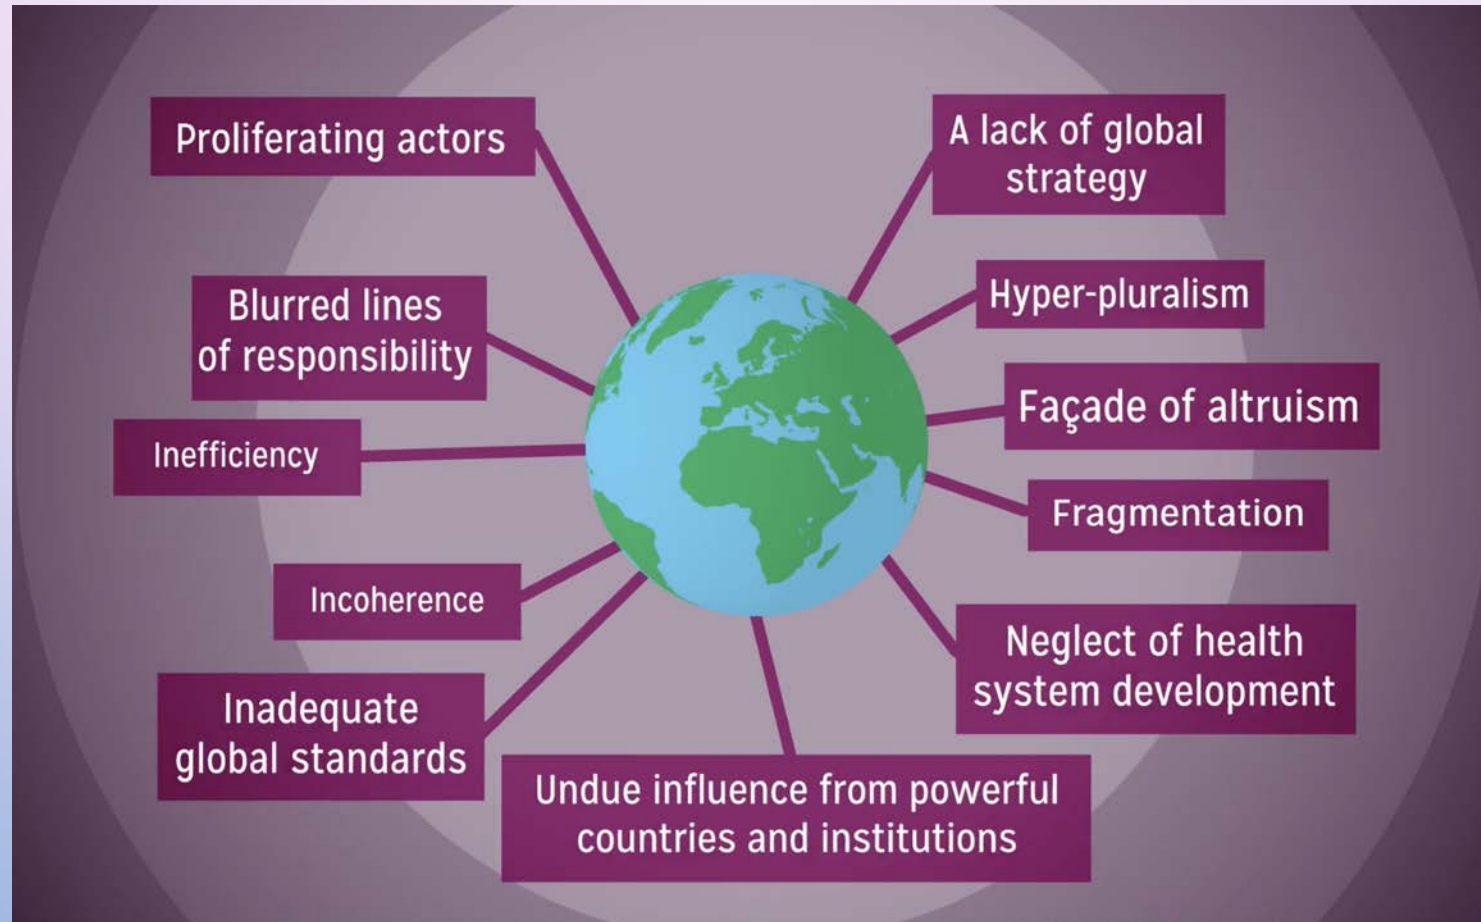 Proliferating actors
A lack of global
strategy
Blurred lines
of responsibility
Hyper-pluralism
Façade of altruism
Inefficiency
Fragmentation
Incoherence
Neglect of health
system development
Inadequate
global standards
Undue influence from powerful
countries and institutions